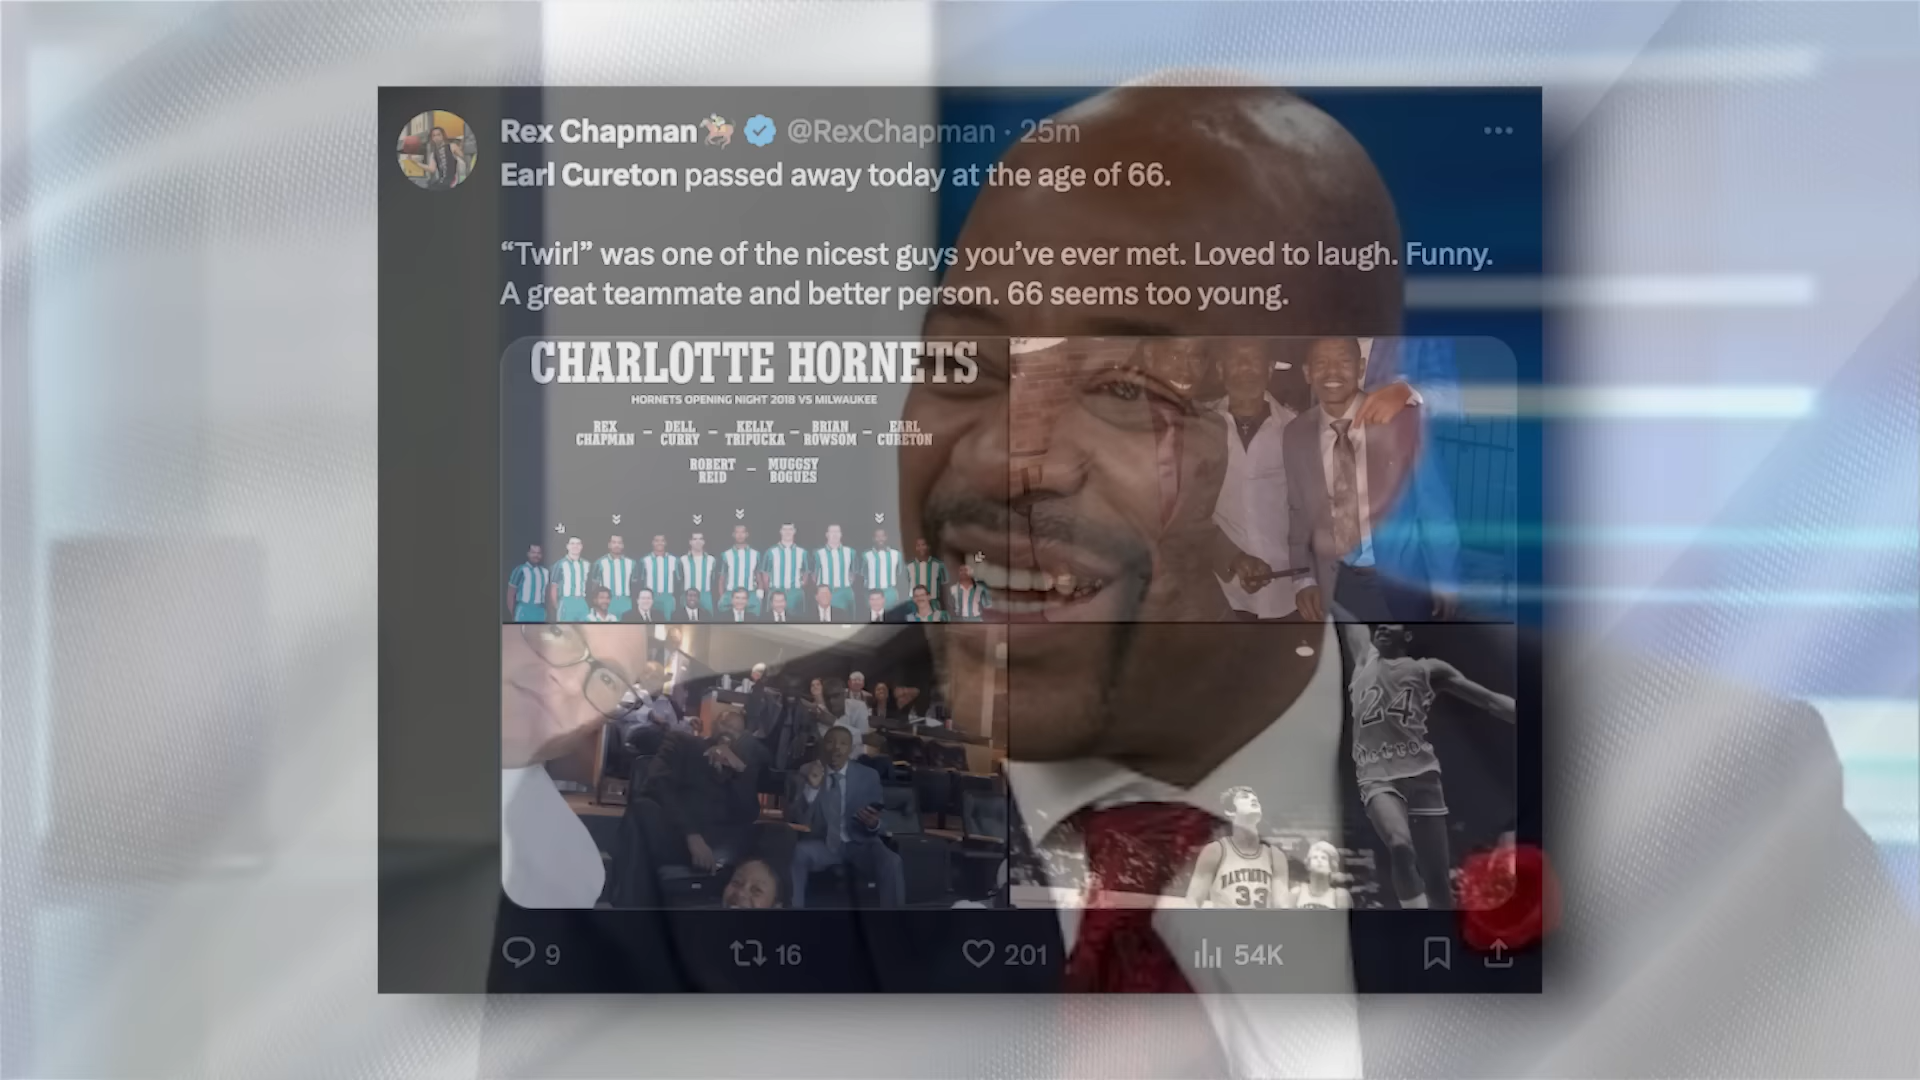 Rex Chapman @RexChapman · 25m
Earl Cureton passed away today at the age of 66.
“Twirl” was one of the nicest guys you’ve ever met. Loved to laugh. Funny.
A great teammate and better person. 66 seems too young.
CHARLOTTE HORNETS
HORNETS OPENING NIGHT 2018 VS MILWAUKEE
REX CHAPMAN – DELL CURRY – KELLY TRIPUCKA – BRIAN ROWSOM – EARL CURETON
ROBERT REID – MUGGSY BOGUES
24
Detroit
33
9 16 201 54K